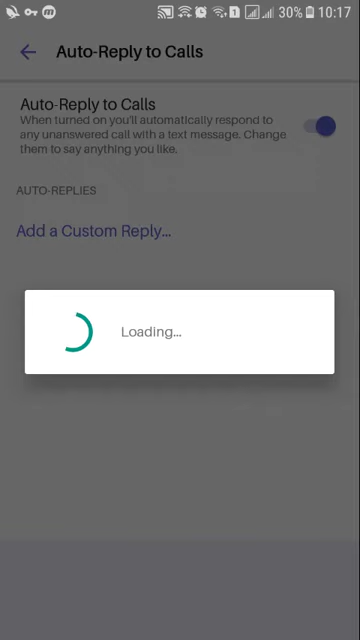 30% 10:17
Auto-Reply to Calls
Auto-Reply to Calls
When turned on you'll automatically respond to
any unanswered call with a text message. Change
them to say anything you like.
AUTO-REPLIES
Add a Custom Reply...
Loading...